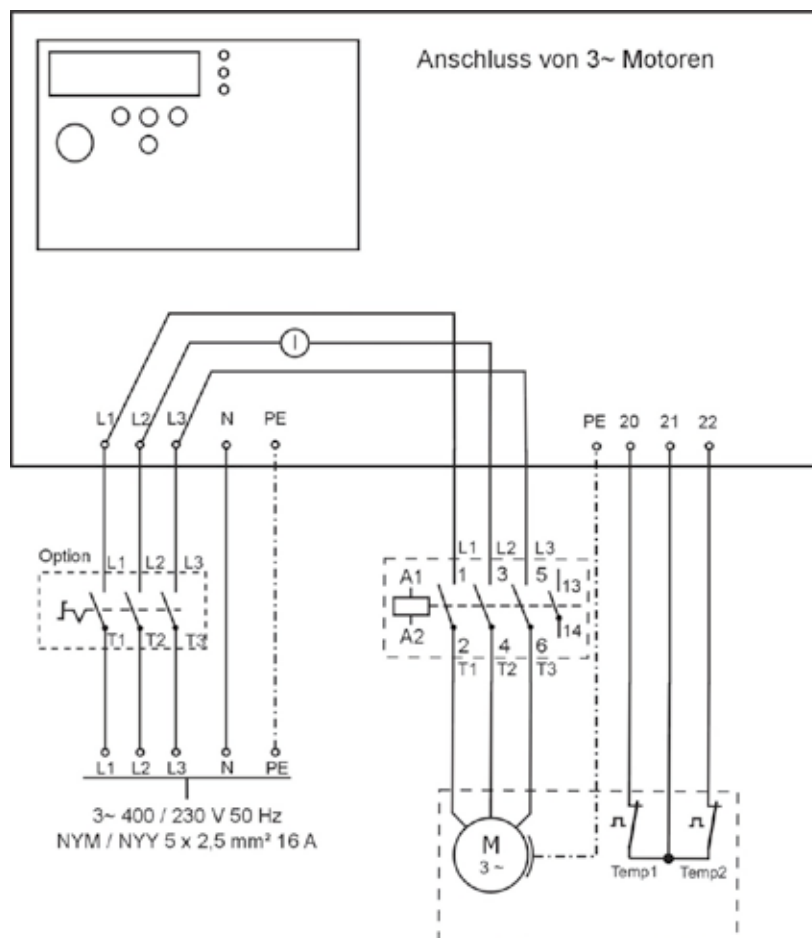 Anschluss von 3~ Motoren
I
L1 L2 L3 N PE
PE 20 21 22
Option
L1 L2 L3
T1 T2 T3
L1 L2 L3 N PE
3~ 400 / 230 V 50 Hz
NYM / NYY 5 x 2,5 mm² 16 A
L1 L2 L3
A1 1 3 5 13
A2 2 4 6 14
T1 T2 T3
M
3 ~
Temp1 Temp2